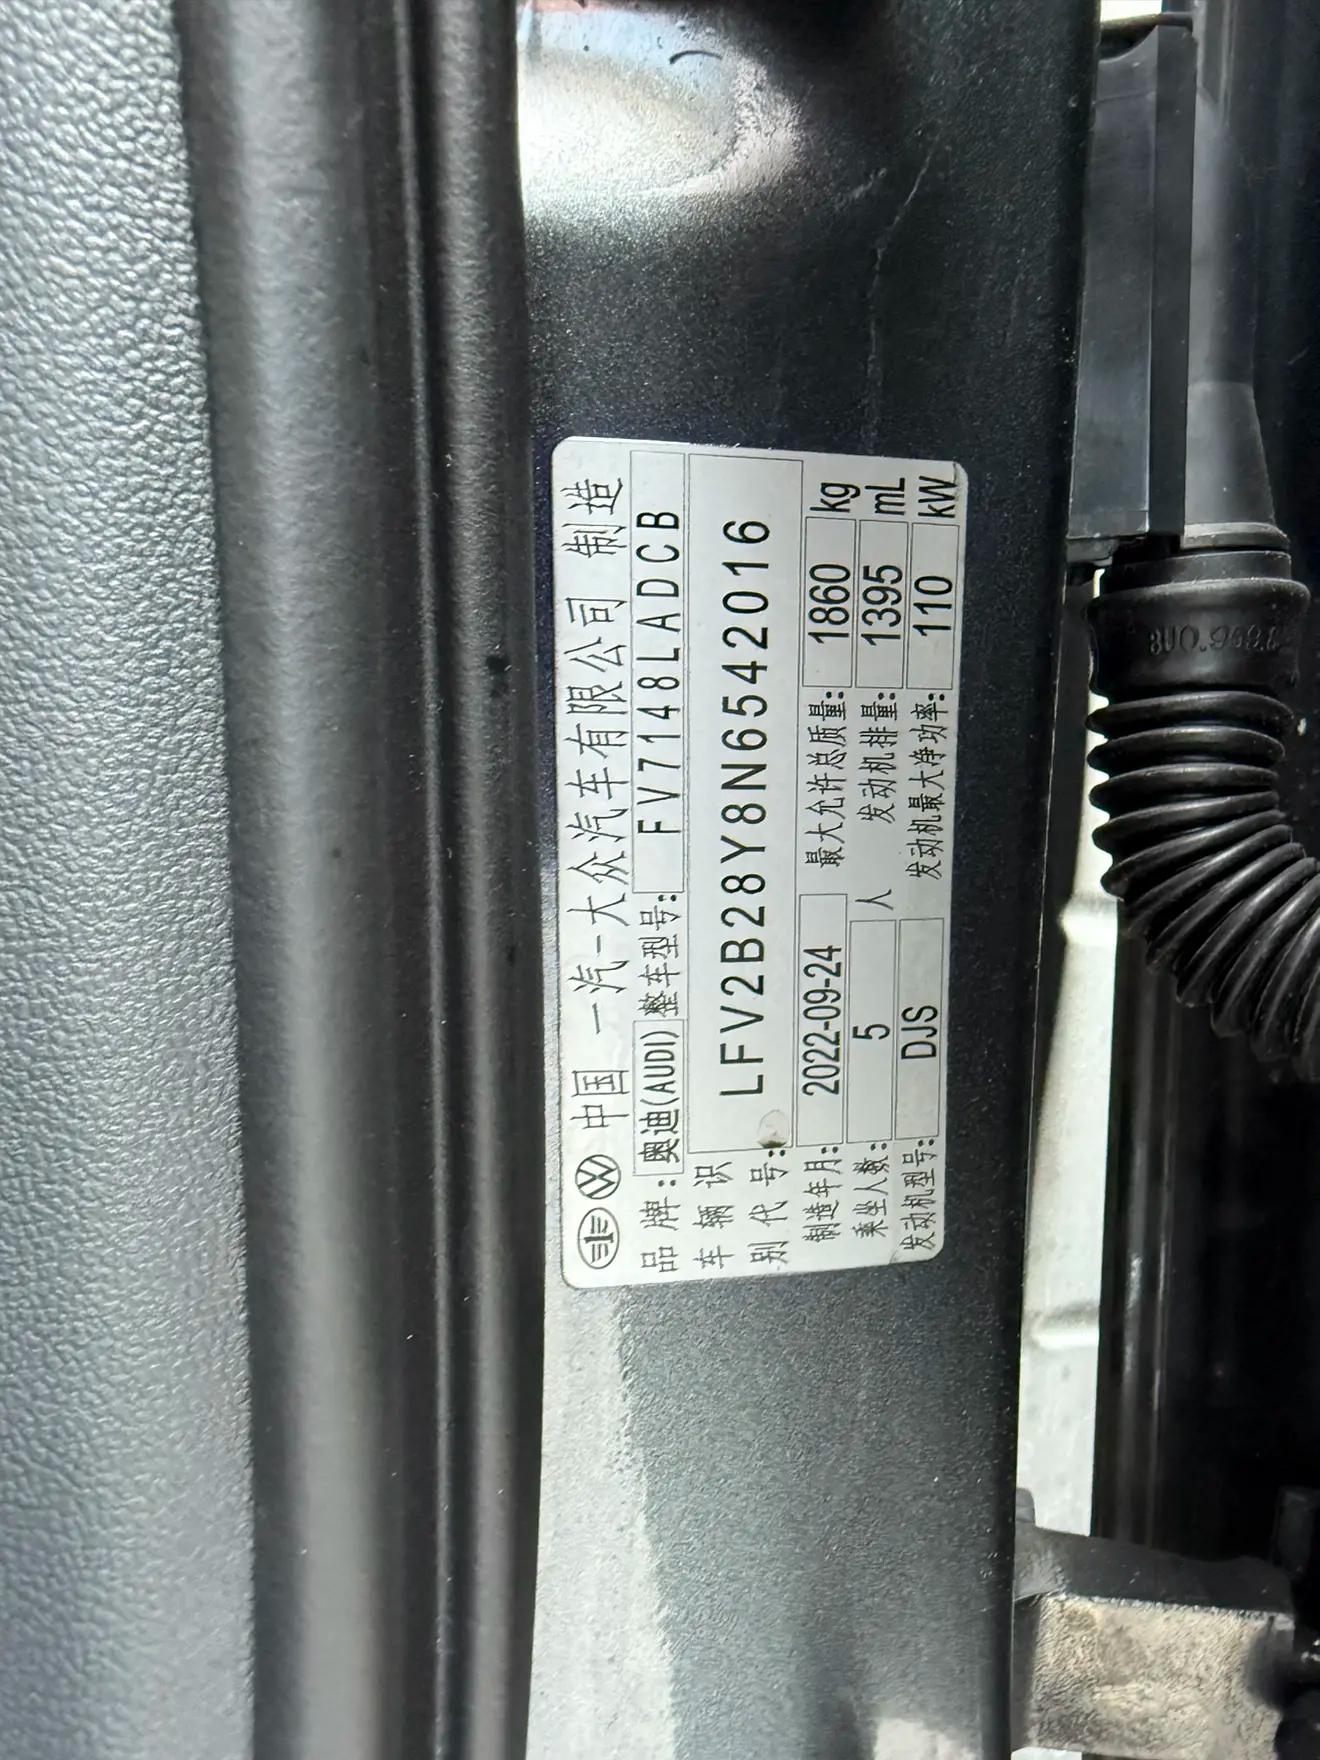 中国 一汽-大众汽车有限公司 制造
品牌: 奥迪(AUDI) 整车型号: FV7148LADCB
车辆识别代号: LFV2B28Y8N6542016
制造年月: 2022-09-24 最大允许总质量: 1860 kg
乘坐人数: 5 人 发动机排量: 1395 mL
发动机型号: DJS 发动机最大净功率: 110 kW